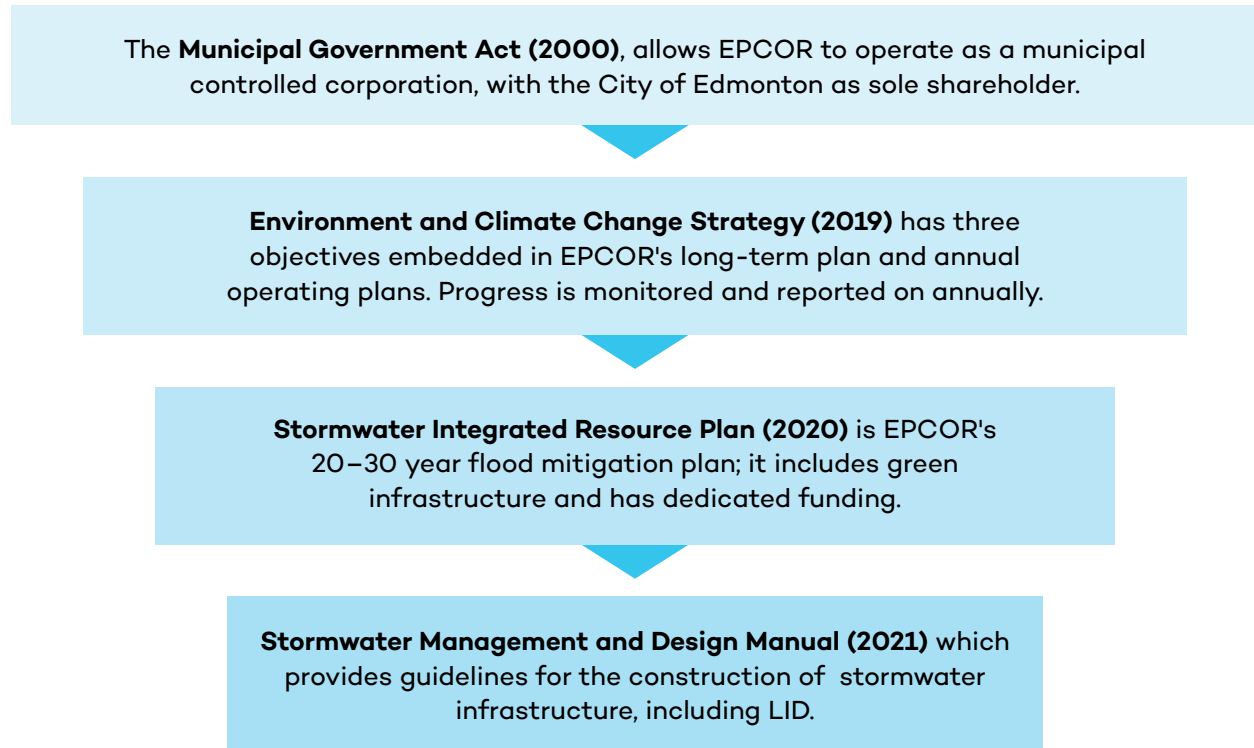 The Municipal Government Act (2000), allows EPCOR to operate as a municipal
controlled corporation, with the City of Edmonton as sole shareholder.
Environment and Climate Change Strategy (2019) has three
objectives embedded in EPCOR's long-term plan and annual
operating plans. Progress is monitored and reported on annually.
Stormwater Integrated Resource Plan (2020) is EPCOR's
20–30 year flood mitigation plan; it includes green
infrastructure and has dedicated funding.
Stormwater Management and Design Manual (2021) which
provides guidelines for the construction of stormwater
infrastructure, including LID.